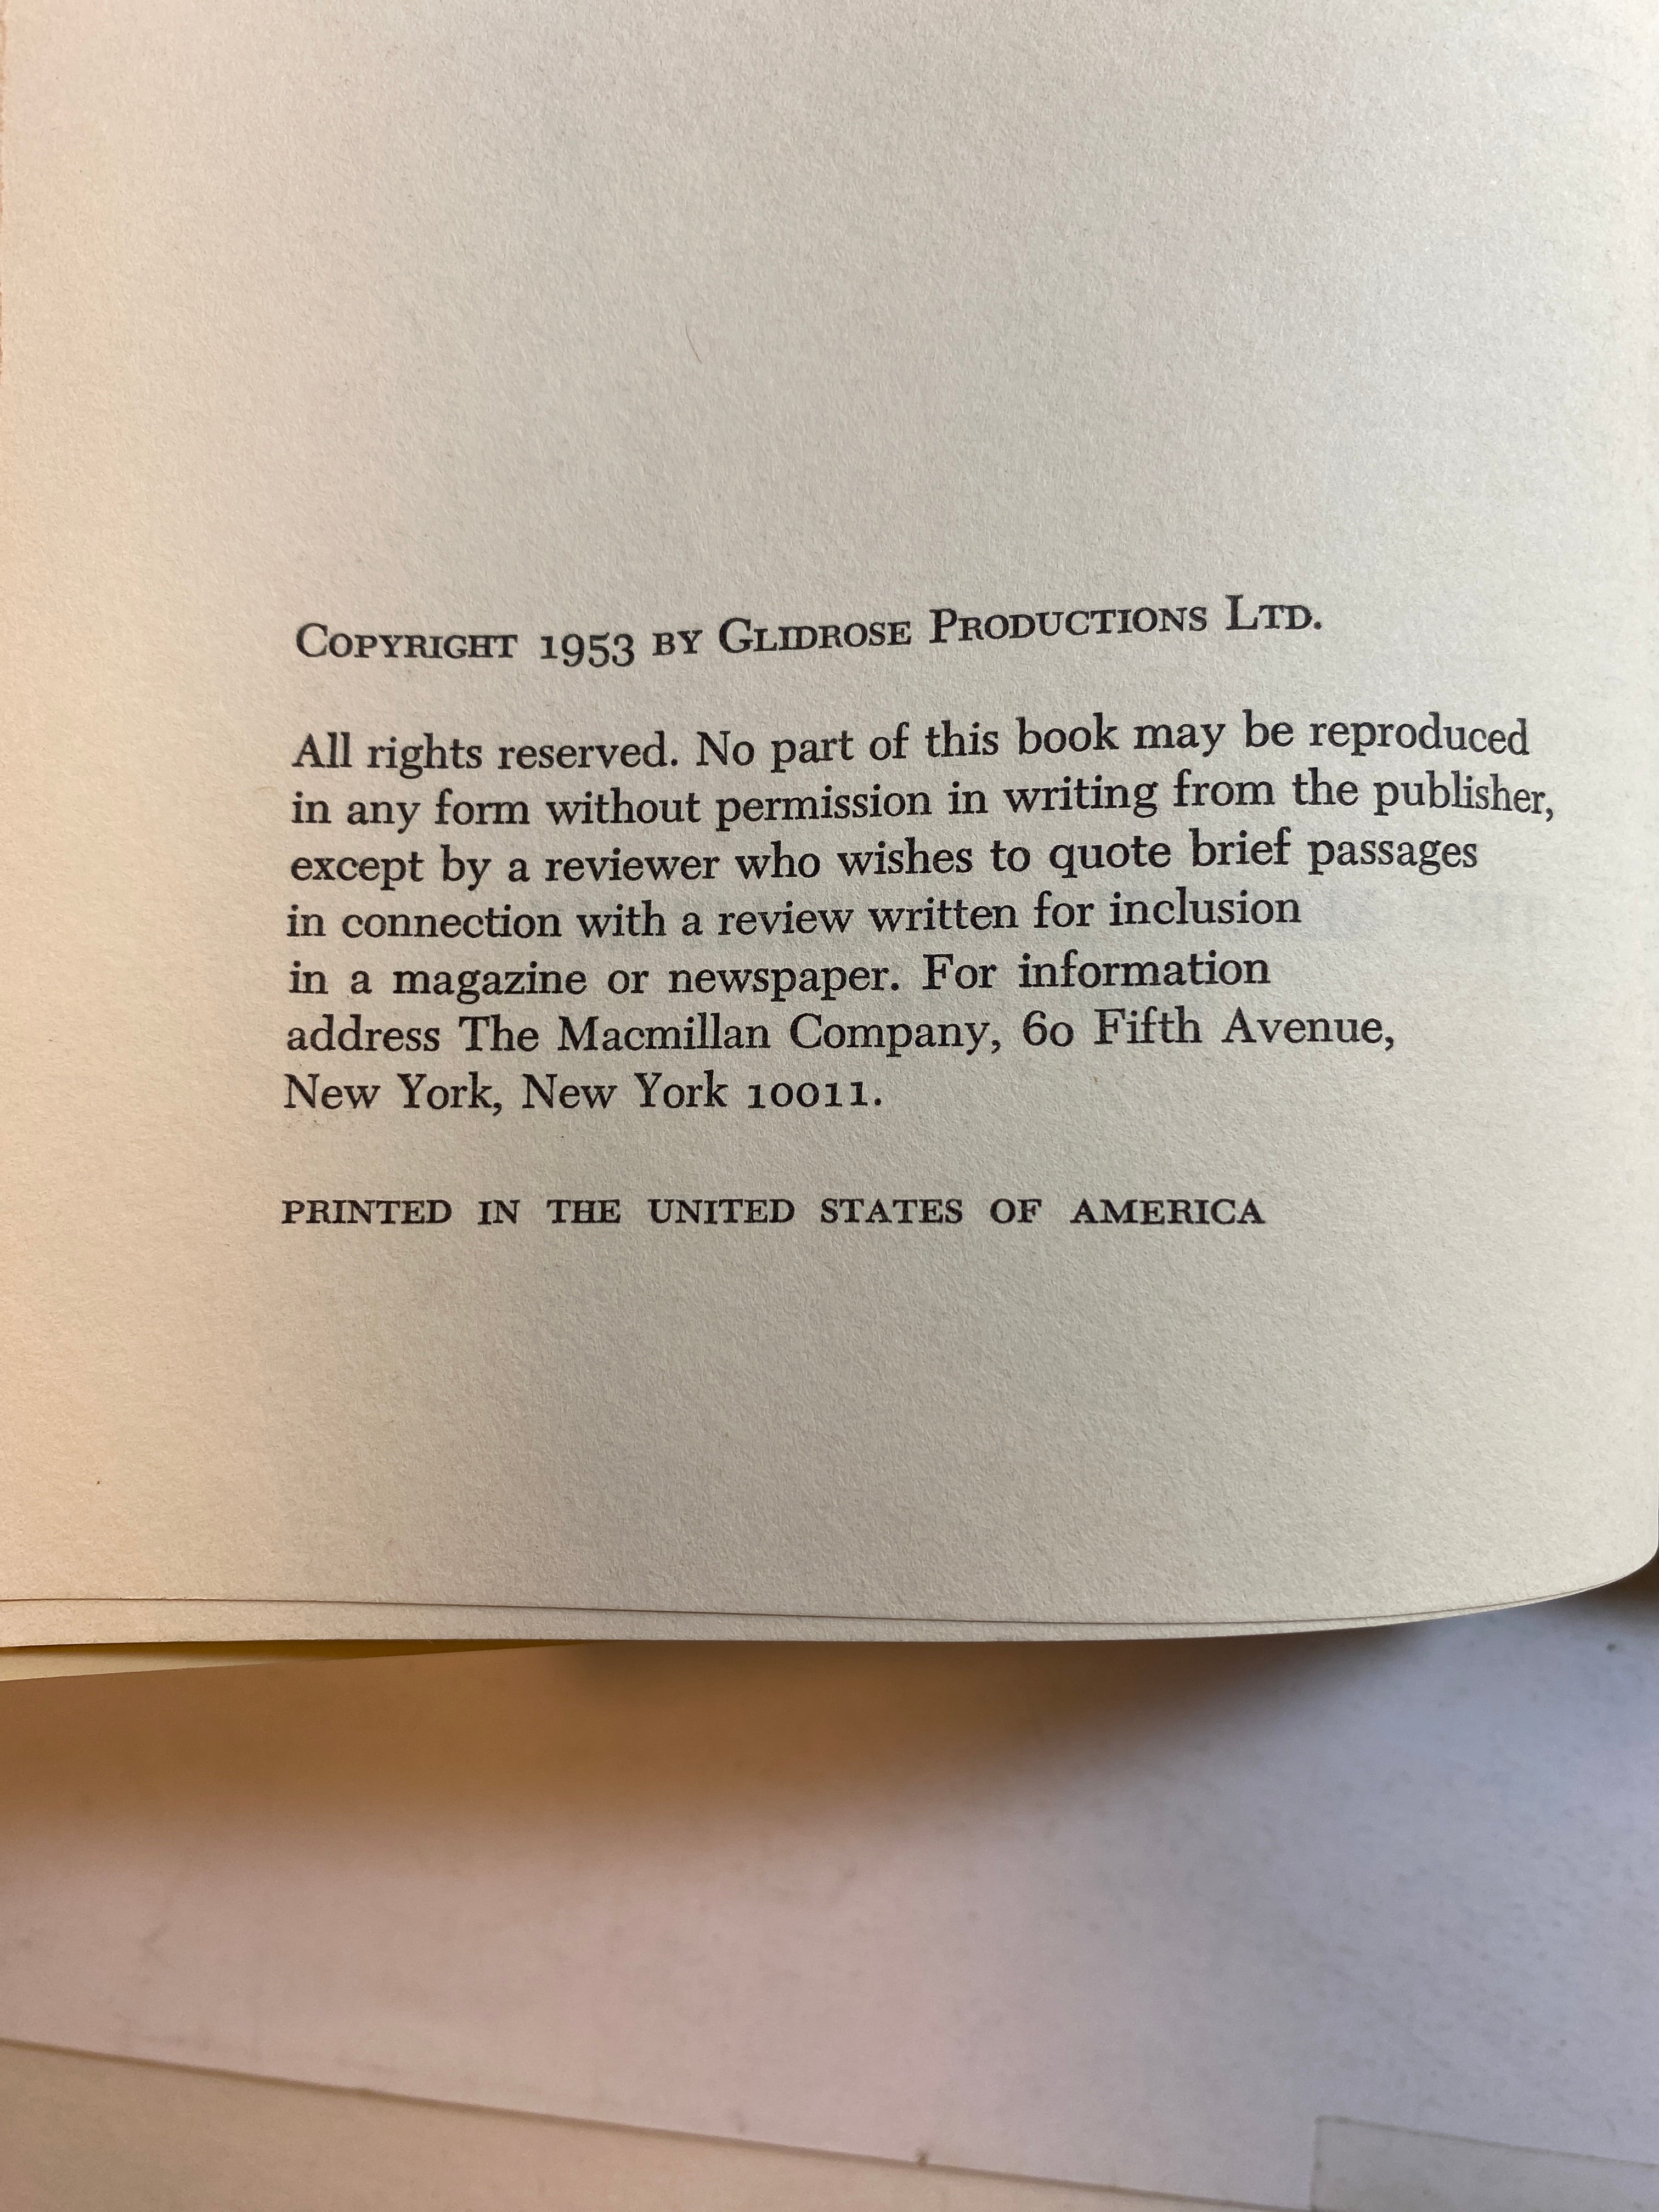 Copyright 1953 by Glidrose Productions Ltd.
All rights reserved. No part of this book may be reproduced
in any form without permission in writing from the publisher,
except by a reviewer who wishes to quote brief passages
in connection with a review written for inclusion
in a magazine or newspaper. For information
address The Macmillan Company, 60 Fifth Avenue,
New York, New York 10011.
PRINTED IN THE UNITED STATES OF AMERICA